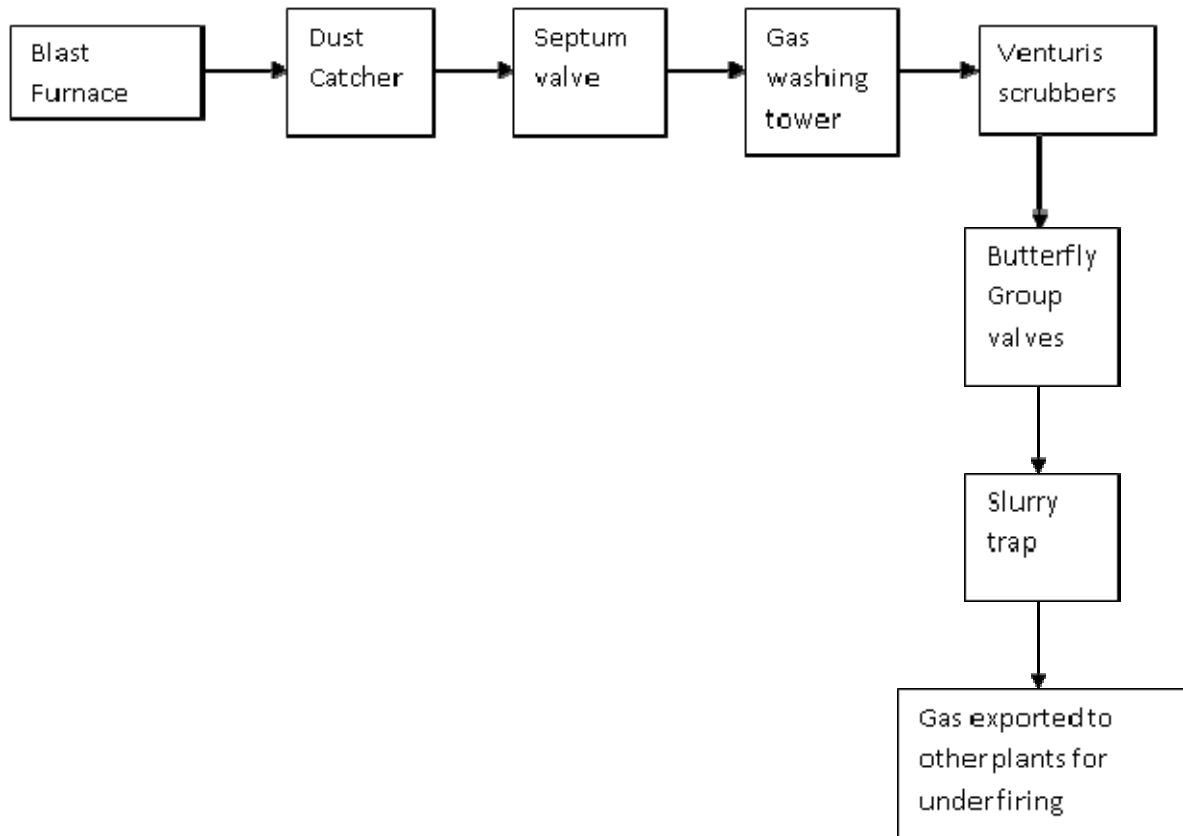 Blast
Furnace
Dust
Catcher
Septum
valve
Gas
washing
tower
Venturis
scrubbers
Butterfly
Group
valves
Slurry
trap
Gas exported to
other plants for
underfiring